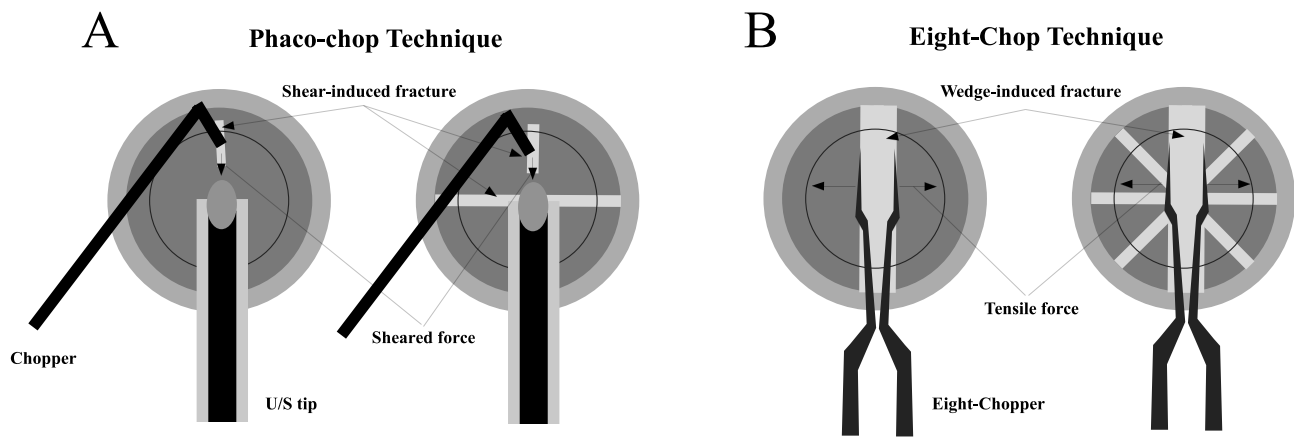 A
Phaco-chop Technique
Shear-induced fracture
Sheared force
Chopper
U/S tip
B
Eight-Chop Technique
Wedge-induced fracture
Tensile force
Eight-Chopper